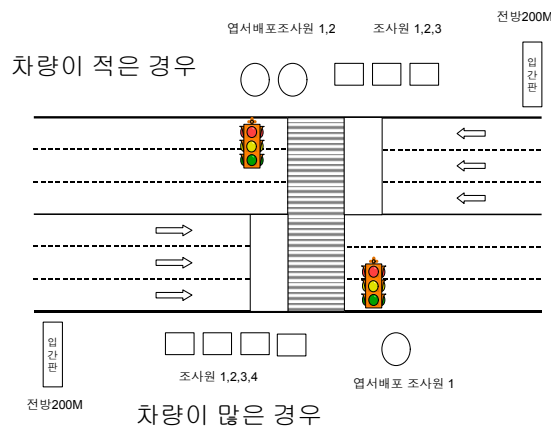 전방200M
엽서배포조사원 1,2
조사원 1,2,3
차량이 적은 경우
입간판
입간판
조사원 1,2,3,4
엽서배포 조사원 1
전방200M
차량이 많은 경우